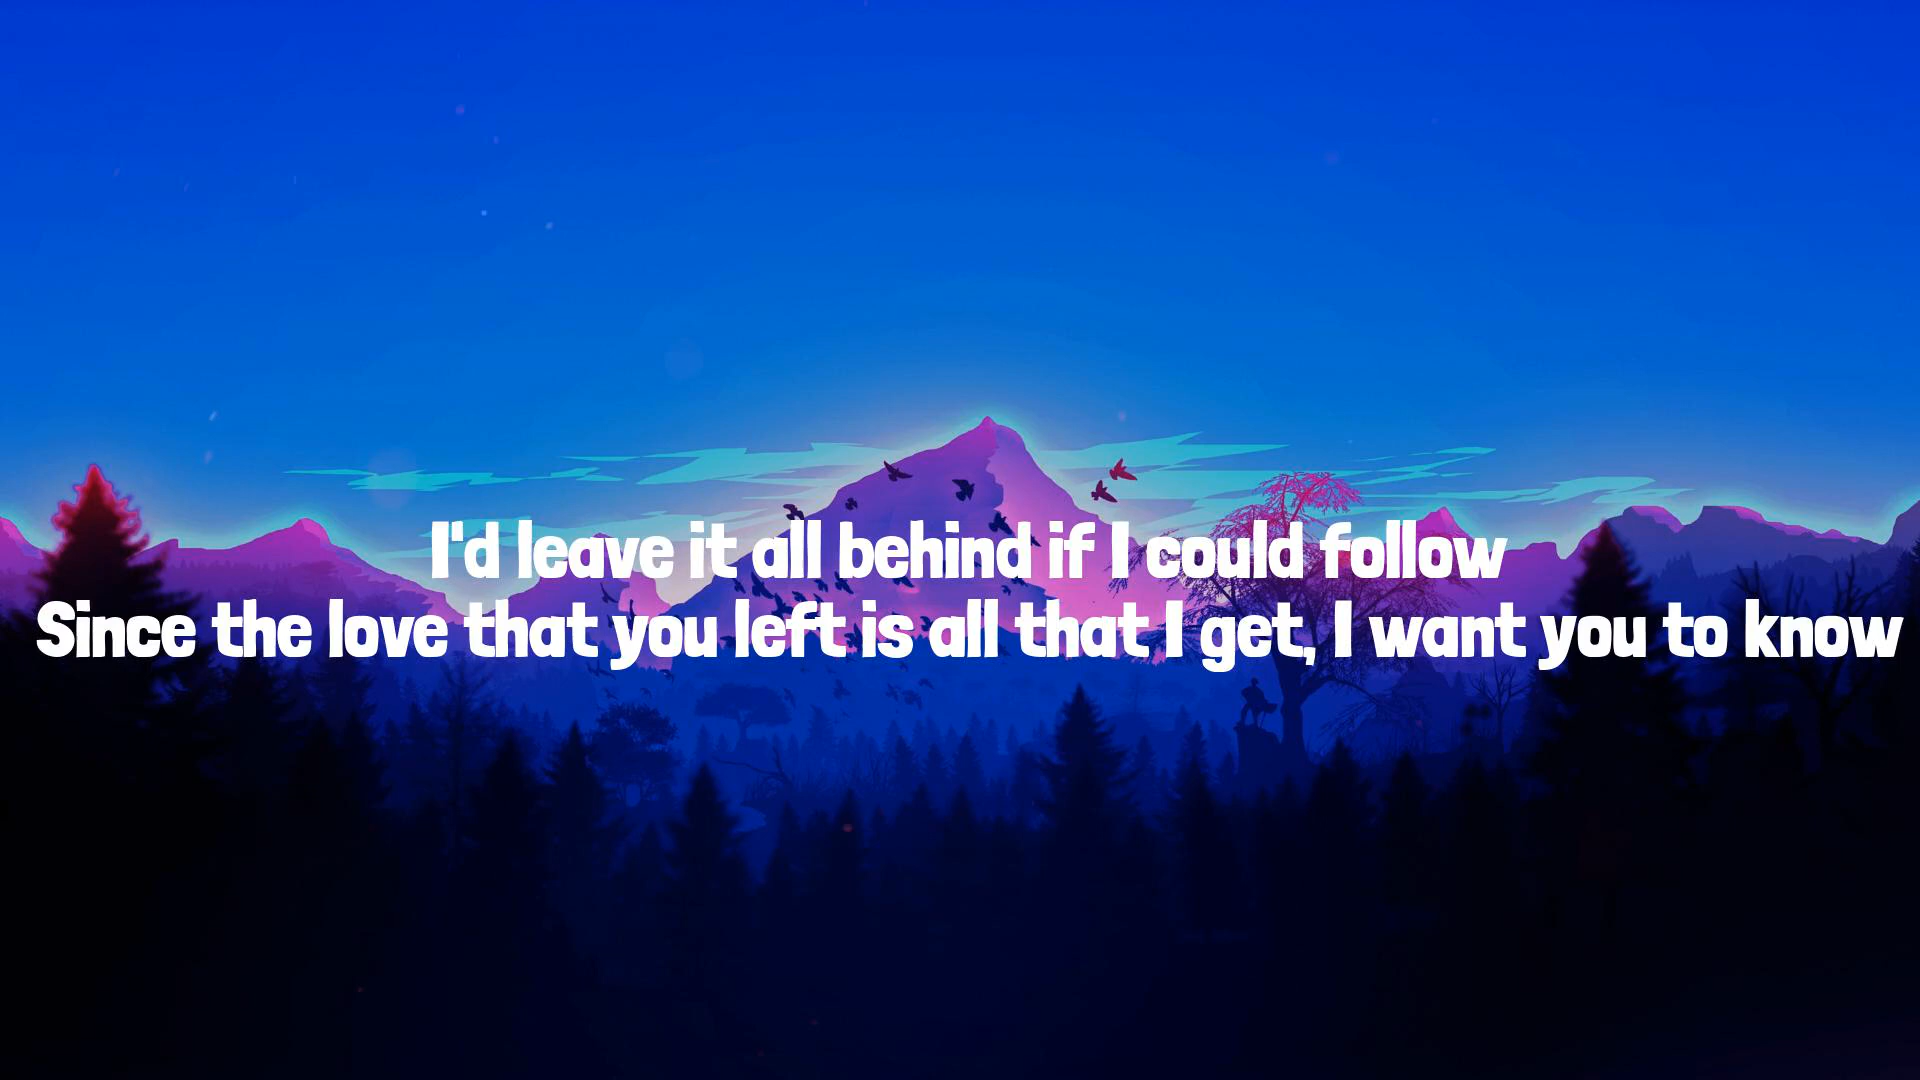 I'd leave it all behind if I could follow
Since the love that you left is all that I get, I want you to know